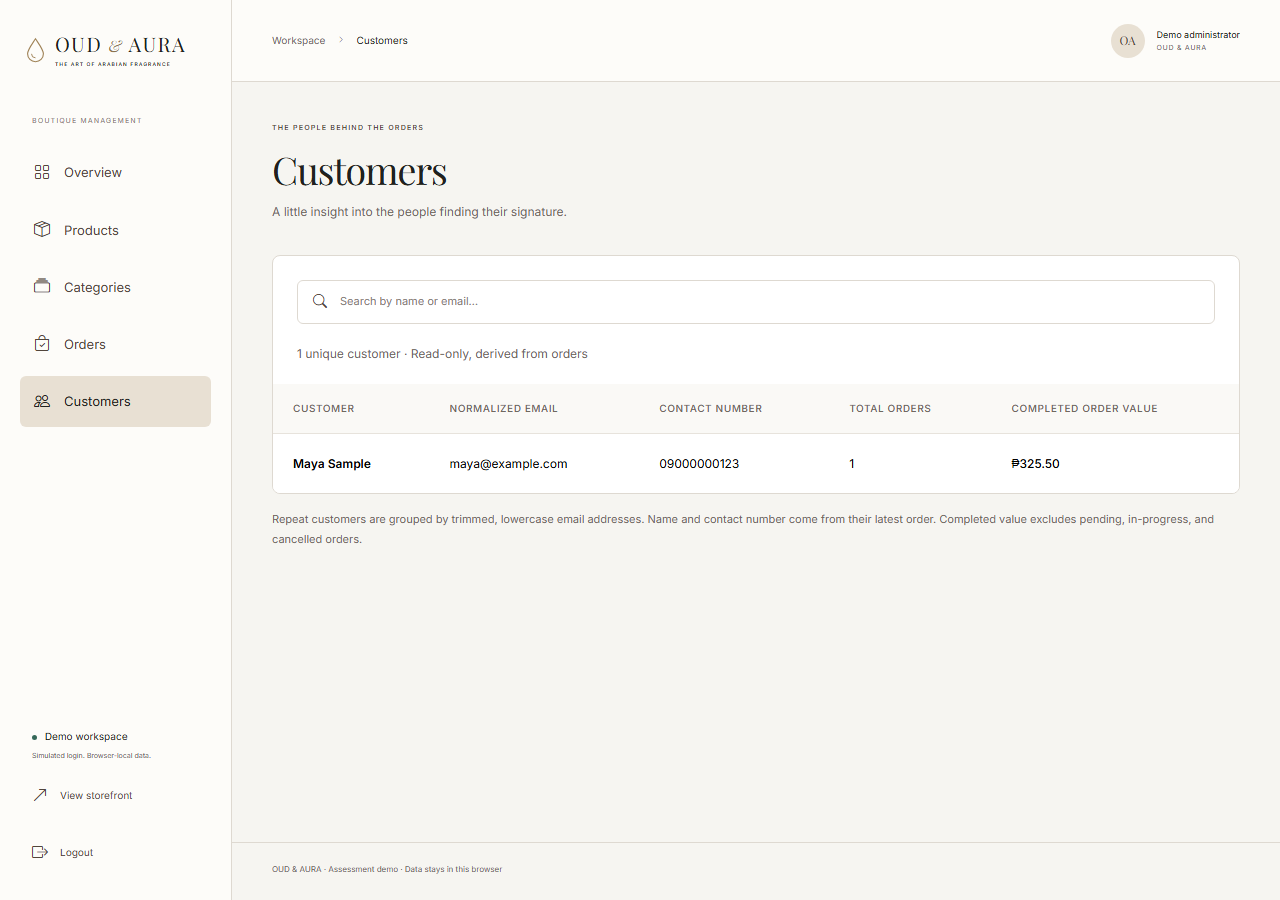 OUD & AURA
THE ART OF ARABIAN FRAGRANCE
BOUTIQUE MANAGEMENT
Overview
Products
Categories
Orders
Customers
Demo workspace
Simulated login. Browser-local data.
View storefront
Logout
Workspace > Customers
OA
Demo administrator
OUD & AURA
THE PEOPLE BEHIND THE ORDERS
Customers
A little insight into the people finding their signature.
Search by name or email...
1 unique customer · Read-only, derived from orders
CUSTOMER NORMALIZED EMAIL CONTACT NUMBER TOTAL ORDERS COMPLETED ORDER VALUE
Maya Sample maya@example.com 09000000123 1 ₱325.50
Repeat customers are grouped by trimmed, lowercase email addresses. Name and contact number come from their latest order. Completed value excludes pending, in-progress, and
cancelled orders.
OUD & AURA · Assessment demo · Data stays in this browser